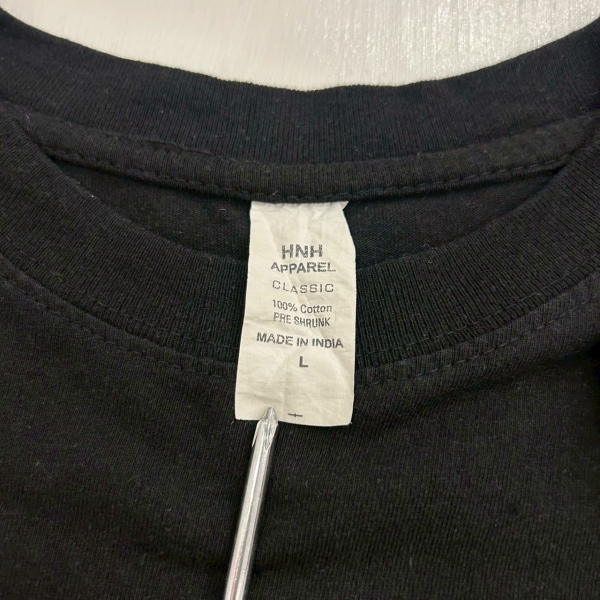 HNH
APPAREL
CLASSIC
100% Cotton
PRE SHRUNK
MADE IN INDIA
L